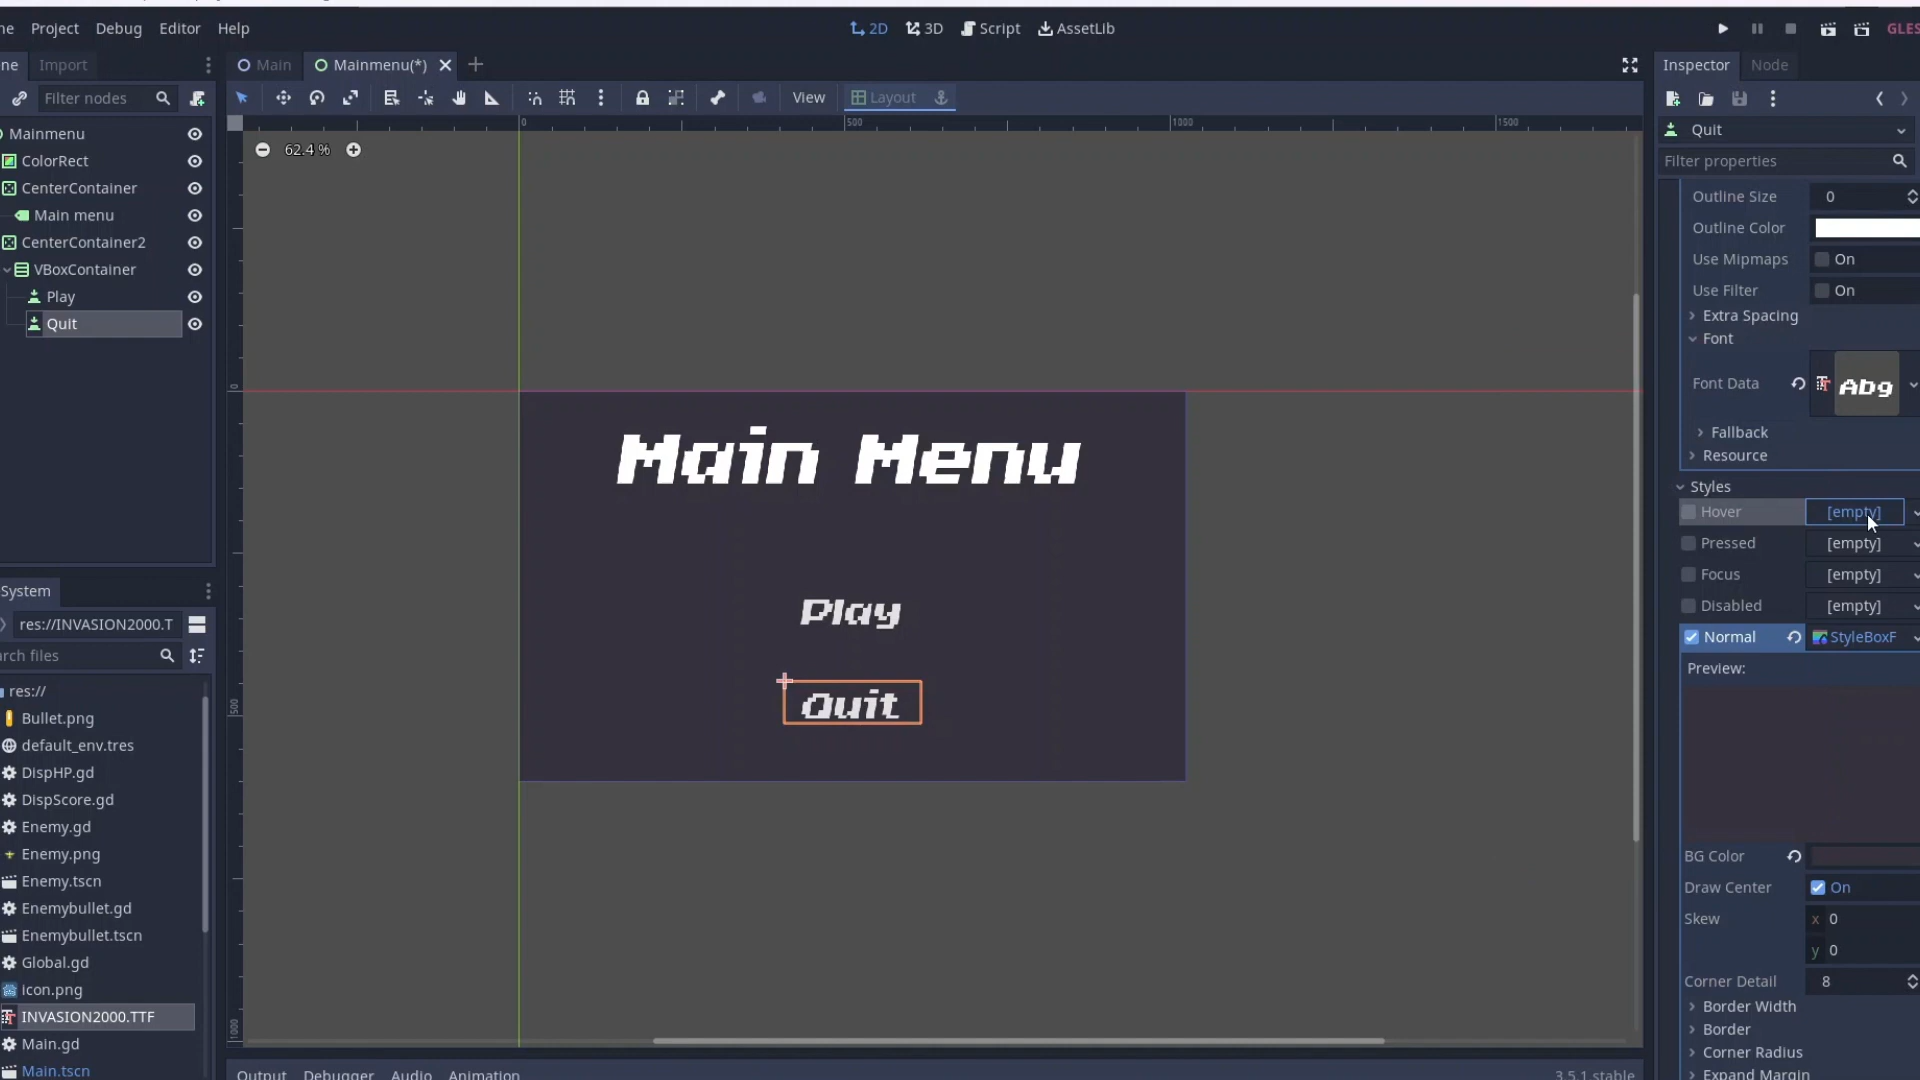 ne Project Debug Editor Help
2D 3D Script AssetLib
GLES
ne Import
Main Mainmenu(*)
Inspector Node
Filter nodes
View Layout
Mainmenu
ColorRect
CenterContainer
Main menu
CenterContainer2
VBoxContainer
Play
Quit
System
res://INVASION2000.T
arch files
res://
Bullet.png
default_env.tres
DispHP.gd
DispScore.gd
Enemy.gd
Enemy.png
Enemy.tscn
Enemybullet.gd
Enemybullet.tscn
Global.gd
icon.png
INVASION2000.TTF
Main.gd
Main.tscn
0 500 1000 1500
62.4 %
0
500
1000
Main Menu
Play
Quit
Output Debugger Audio Animation
3.5.1.stable
Quit
Filter properties
Outline Size 0
Outline Color
Use Mipmaps On
Use Filter On
Extra Spacing
Font
Font Data Abg
Fallback
Resource
Styles
Hover [empty]
Pressed [empty]
Focus [empty]
Disabled [empty]
Normal StyleBoxF
Preview:
BG Color
Draw Center On
Skew x 0
y 0
Corner Detail 8
Border Width
Border
Corner Radius
Expand Margin